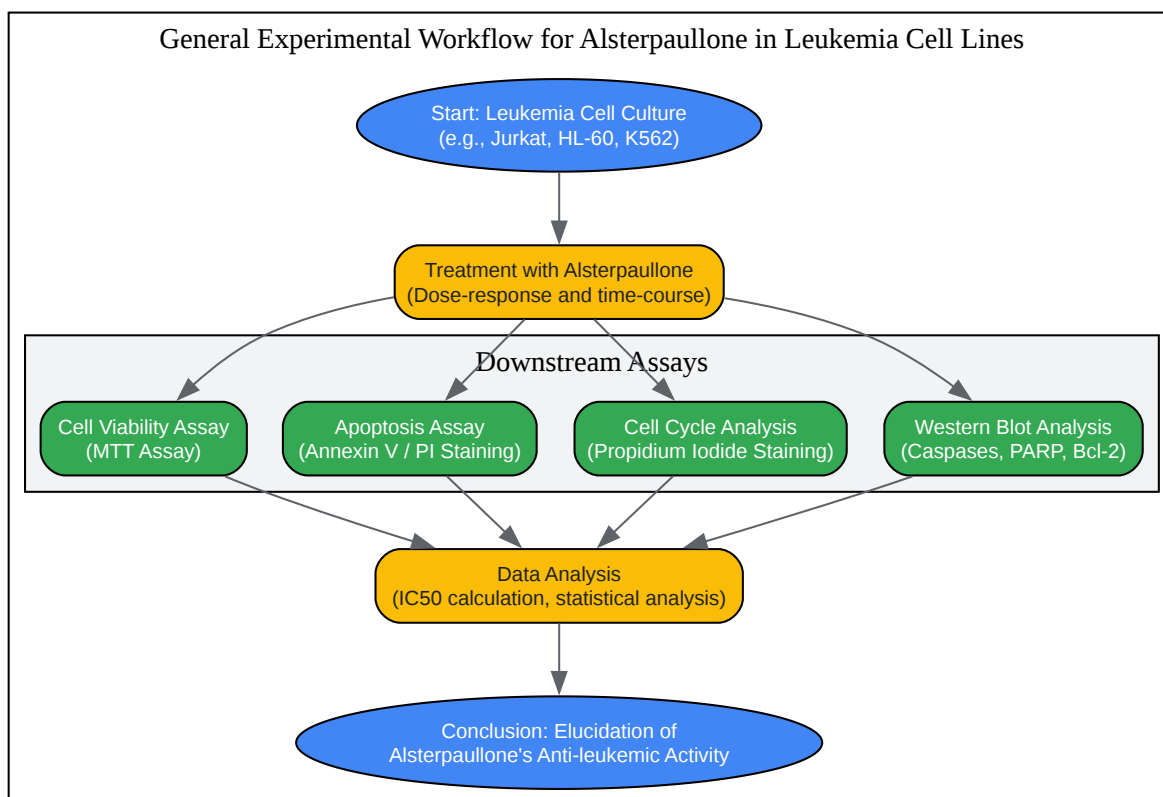 General Experimental Workflow for Alsterpaullone in Leukemia Cell Lines
Start: Leukemia Cell Culture
(e.g., Jurkat, HL-60, K562)
Treatment with Alsterpaullone
(Dose-response and time-course)
Downstream Assays
Cell Viability Assay
(MTT Assay)
Apoptosis Assay
(Annexin V / PI Staining)
Cell Cycle Analysis
(Propidium Iodide Staining)
Western Blot Analysis
(Caspases, PARP, Bcl-2)
Data Analysis
(IC50 calculation, statistical analysis)
Conclusion: Elucidation of
Alsterpaullone's Anti-leukemic Activity